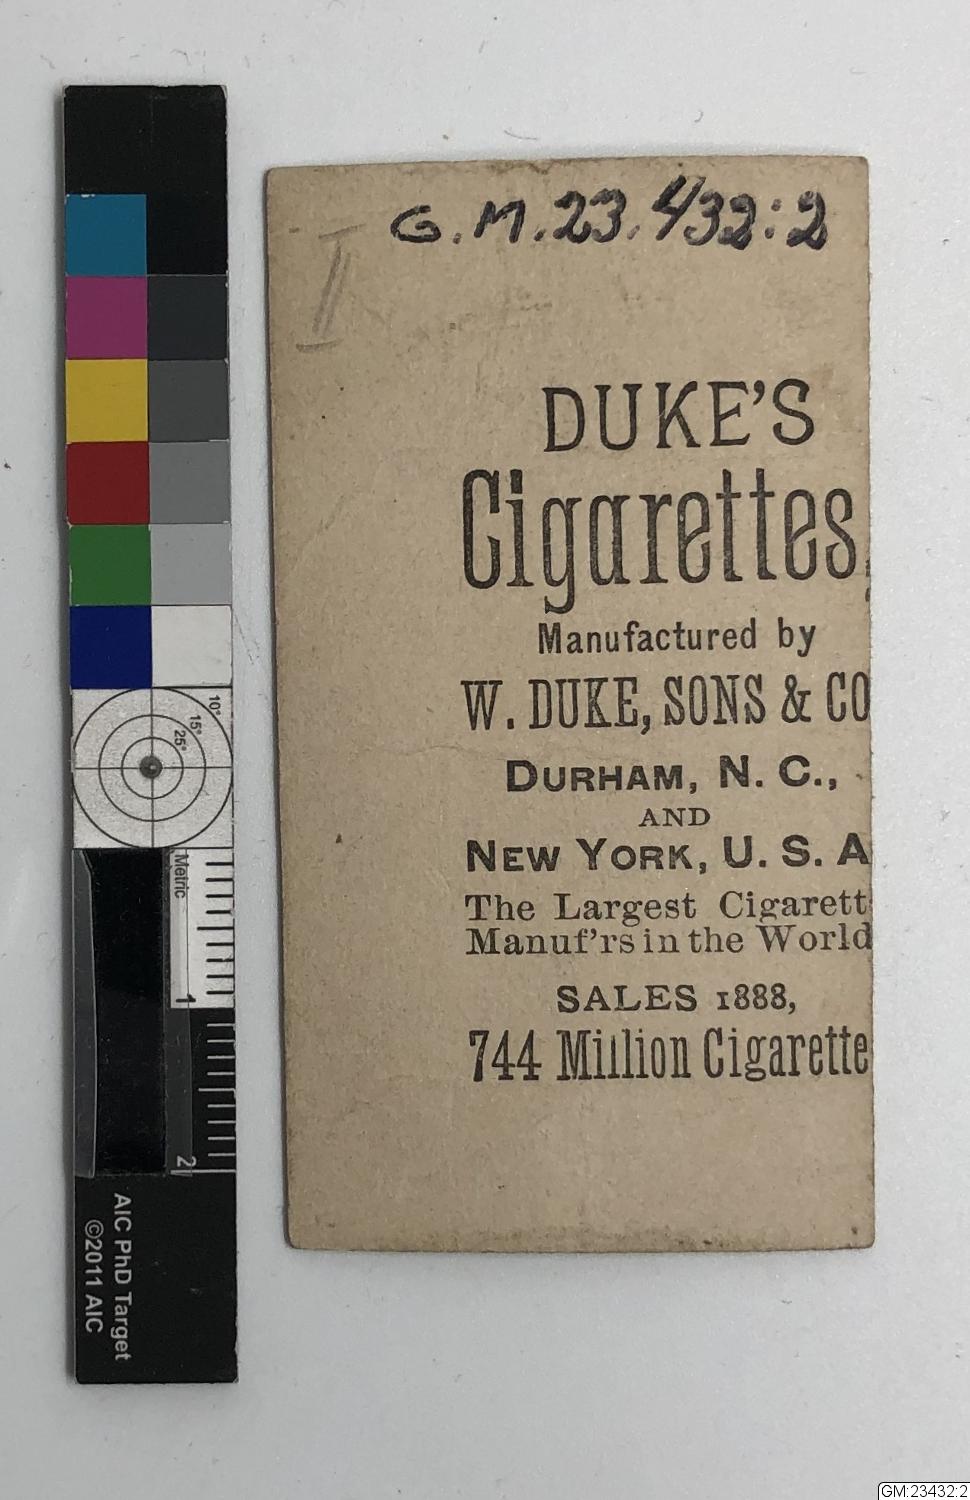 G.M.23.432:2
II
DUKE'S
Cigarettes,
Manufactured by
W. DUKE, SONS & CO
DURHAM, N. C.,
AND
NEW YORK, U. S. A
The Largest Cigarett
Manuf'rs in the World
SALES 1888,
744 Million Cigarette
10°
15°
25°
Metric
1
2
AIC PhD Target
©2011 AIC
GM:23432:2